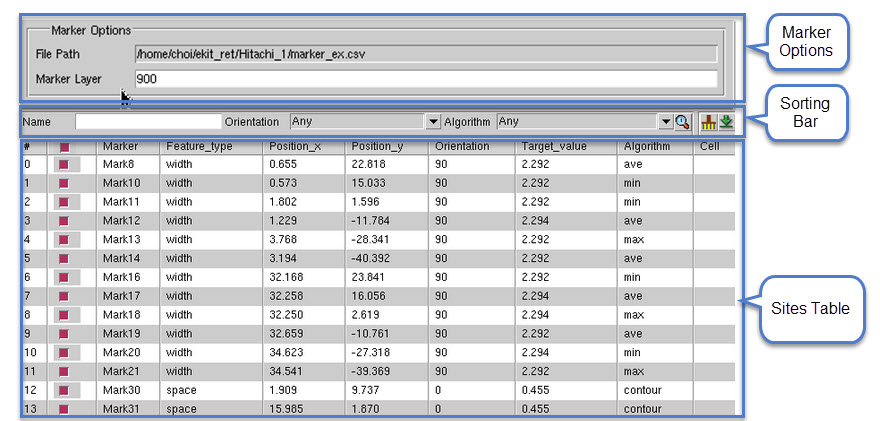 Marker Options
File Path /home/choi/ekit_ret/Hitachi_1/marker_ex.csv
Marker Layer 900
Marker Options
Name Orientation Any Algorithm Any
Sorting Bar
# Marker Feature_type Position_x Position_y Orientation Target_value Algorithm Cell
0 Mark8 width 0.655 22.818 90 2.292 ave
1 Mark10 width 0.573 15.033 90 2.292 min
2 Mark11 width 1.802 1.596 90 2.292 min
3 Mark12 width 1.229 -11.784 90 2.294 ave
4 Mark13 width 3.768 -28.341 90 2.292 max
5 Mark14 width 3.194 -40.392 90 2.292 ave
6 Mark16 width 32.168 23.841 90 2.292 min
7 Mark17 width 32.258 16.056 90 2.294 ave
8 Mark18 width 32.250 2.619 90 2.294 max
9 Mark19 width 32.659 -10.761 90 2.292 ave
10 Mark20 width 34.623 -27.318 90 2.294 min
11 Mark21 width 34.541 -39.369 90 2.292 max
12 Mark30 space 1.909 9.737 0 0.455 contour
13 Mark31 space 15.985 1.870 0 0.455 contour
Sites Table